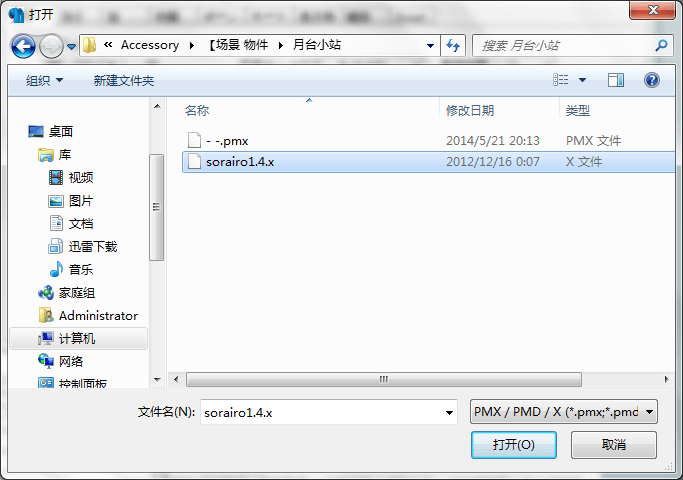 打开
« Accessory ▸ 【场景 物件 ▸ 月台小站
搜索 月台小站
组织
新建文件夹
名称 修改日期 类型
- -.pmx 2014/5/21 20:13 PMX 文件
sorairo1.4.x 2012/12/16 0:07 X 文件
桌面
库
视频
图片
文档
迅雷下载
音乐
家庭组
Administrator
计算机
网络
控制面板
文件名(N): sorairo1.4.x
PMX / PMD / X (*.pmx;*.pmd
打开(O) 取消